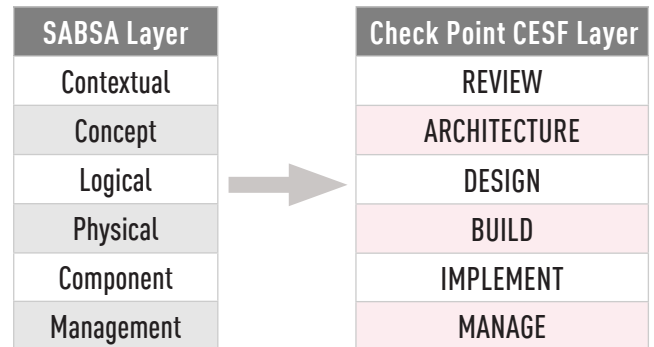 SABSA Layer
Contextual
Concept
Logical
Physical
Component
Management
Check Point CESF Layer
REVIEW
ARCHITECTURE
DESIGN
BUILD
IMPLEMENT
MANAGE